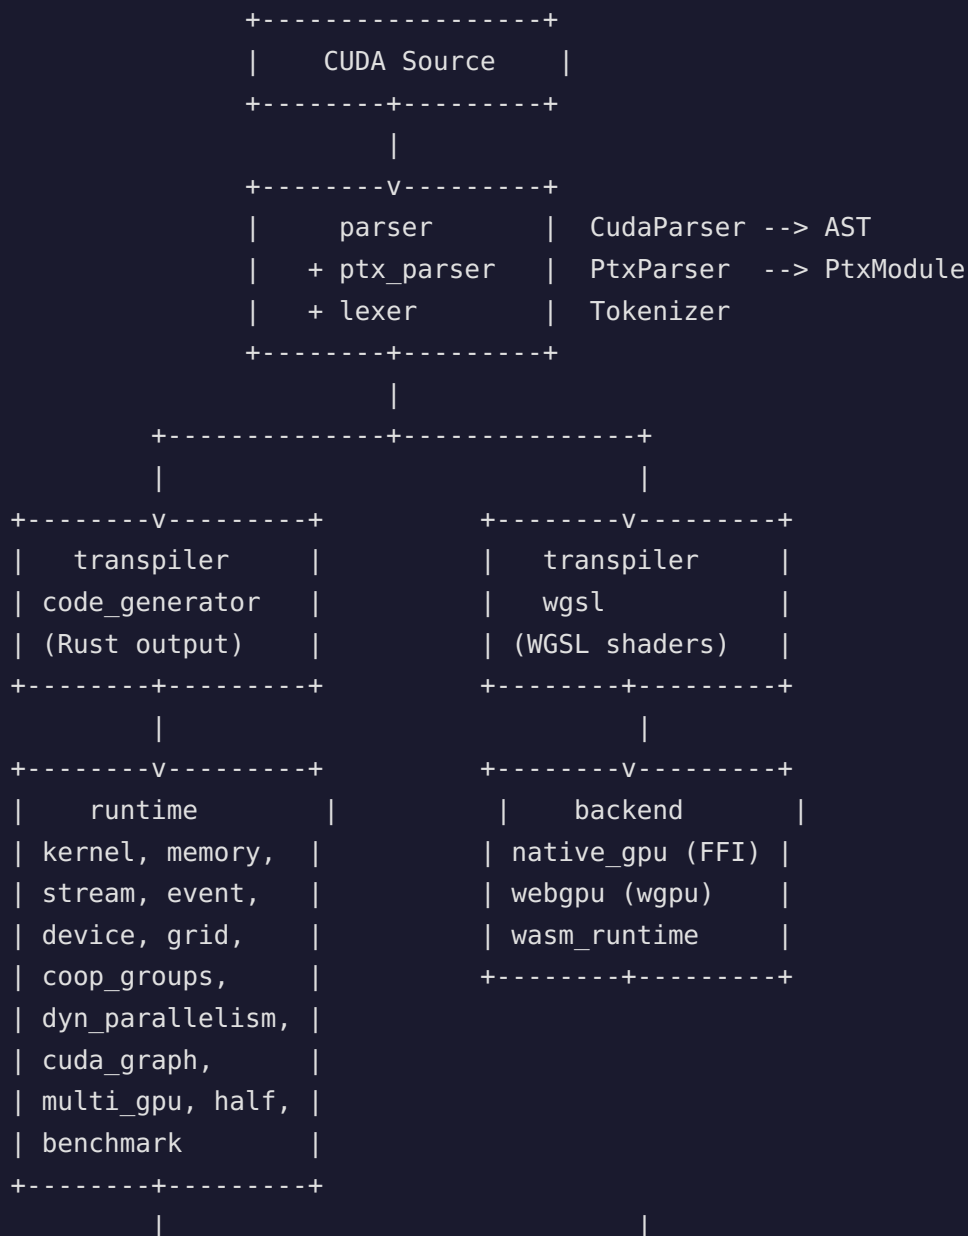 +------------------+
               |    CUDA Source    |
               +--------+---------+
                        |
               +--------v---------+
               |     parser       |  CudaParser --> AST
               |   + ptx_parser   |  PtxParser  --> PtxModule
               |   + lexer        |  Tokenizer
               +--------+---------+
                        |
         +--------------+---------------+
         |                              |
+--------v---------+          +--------v---------+
|   transpiler     |          |   transpiler     |
| code_generator   |          |   wgsl           |
| (Rust output)    |          | (WGSL shaders)   |
+--------+---------+          +--------+---------+
         |                              |
+--------v---------+          +--------v---------+
|    runtime        |          |    backend       |
| kernel, memory,  |          | native_gpu (FFI) |
| stream, event,   |          | webgpu (wgpu)    |
| device, grid,    |          | wasm_runtime     |
| coop_groups,     |          +--------+---------+
| dyn_parallelism, |
| cuda_graph,      |
| multi_gpu, half, |
| benchmark        |
+--------+---------+
         |                              |